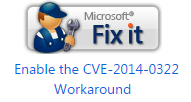 Microsoft®
Fix it
Enable the CVE-2014-0322
Workaround